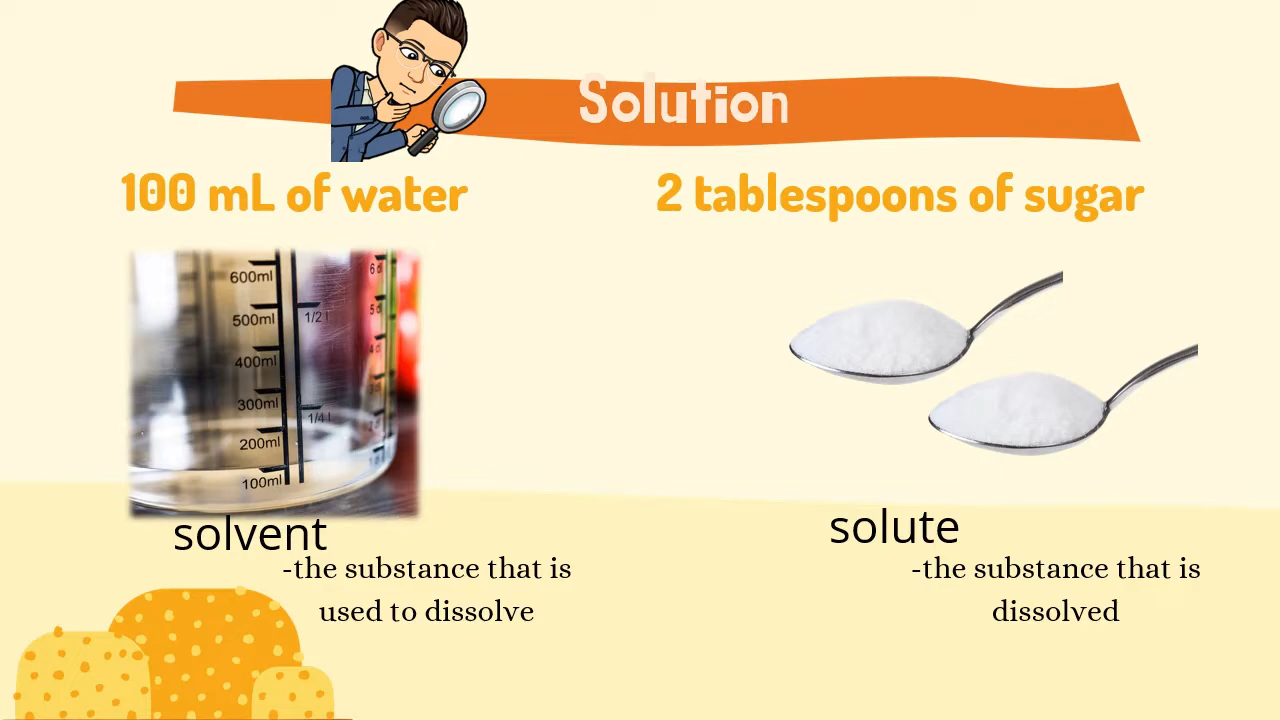 Solution
100 mL of water
2 tablespoons of sugar
600ml
500ml
400ml
300ml
200ml
100ml
1/2 l
1/4 l
solvent
-the substance that is
used to dissolve
solute
-the substance that is
dissolved